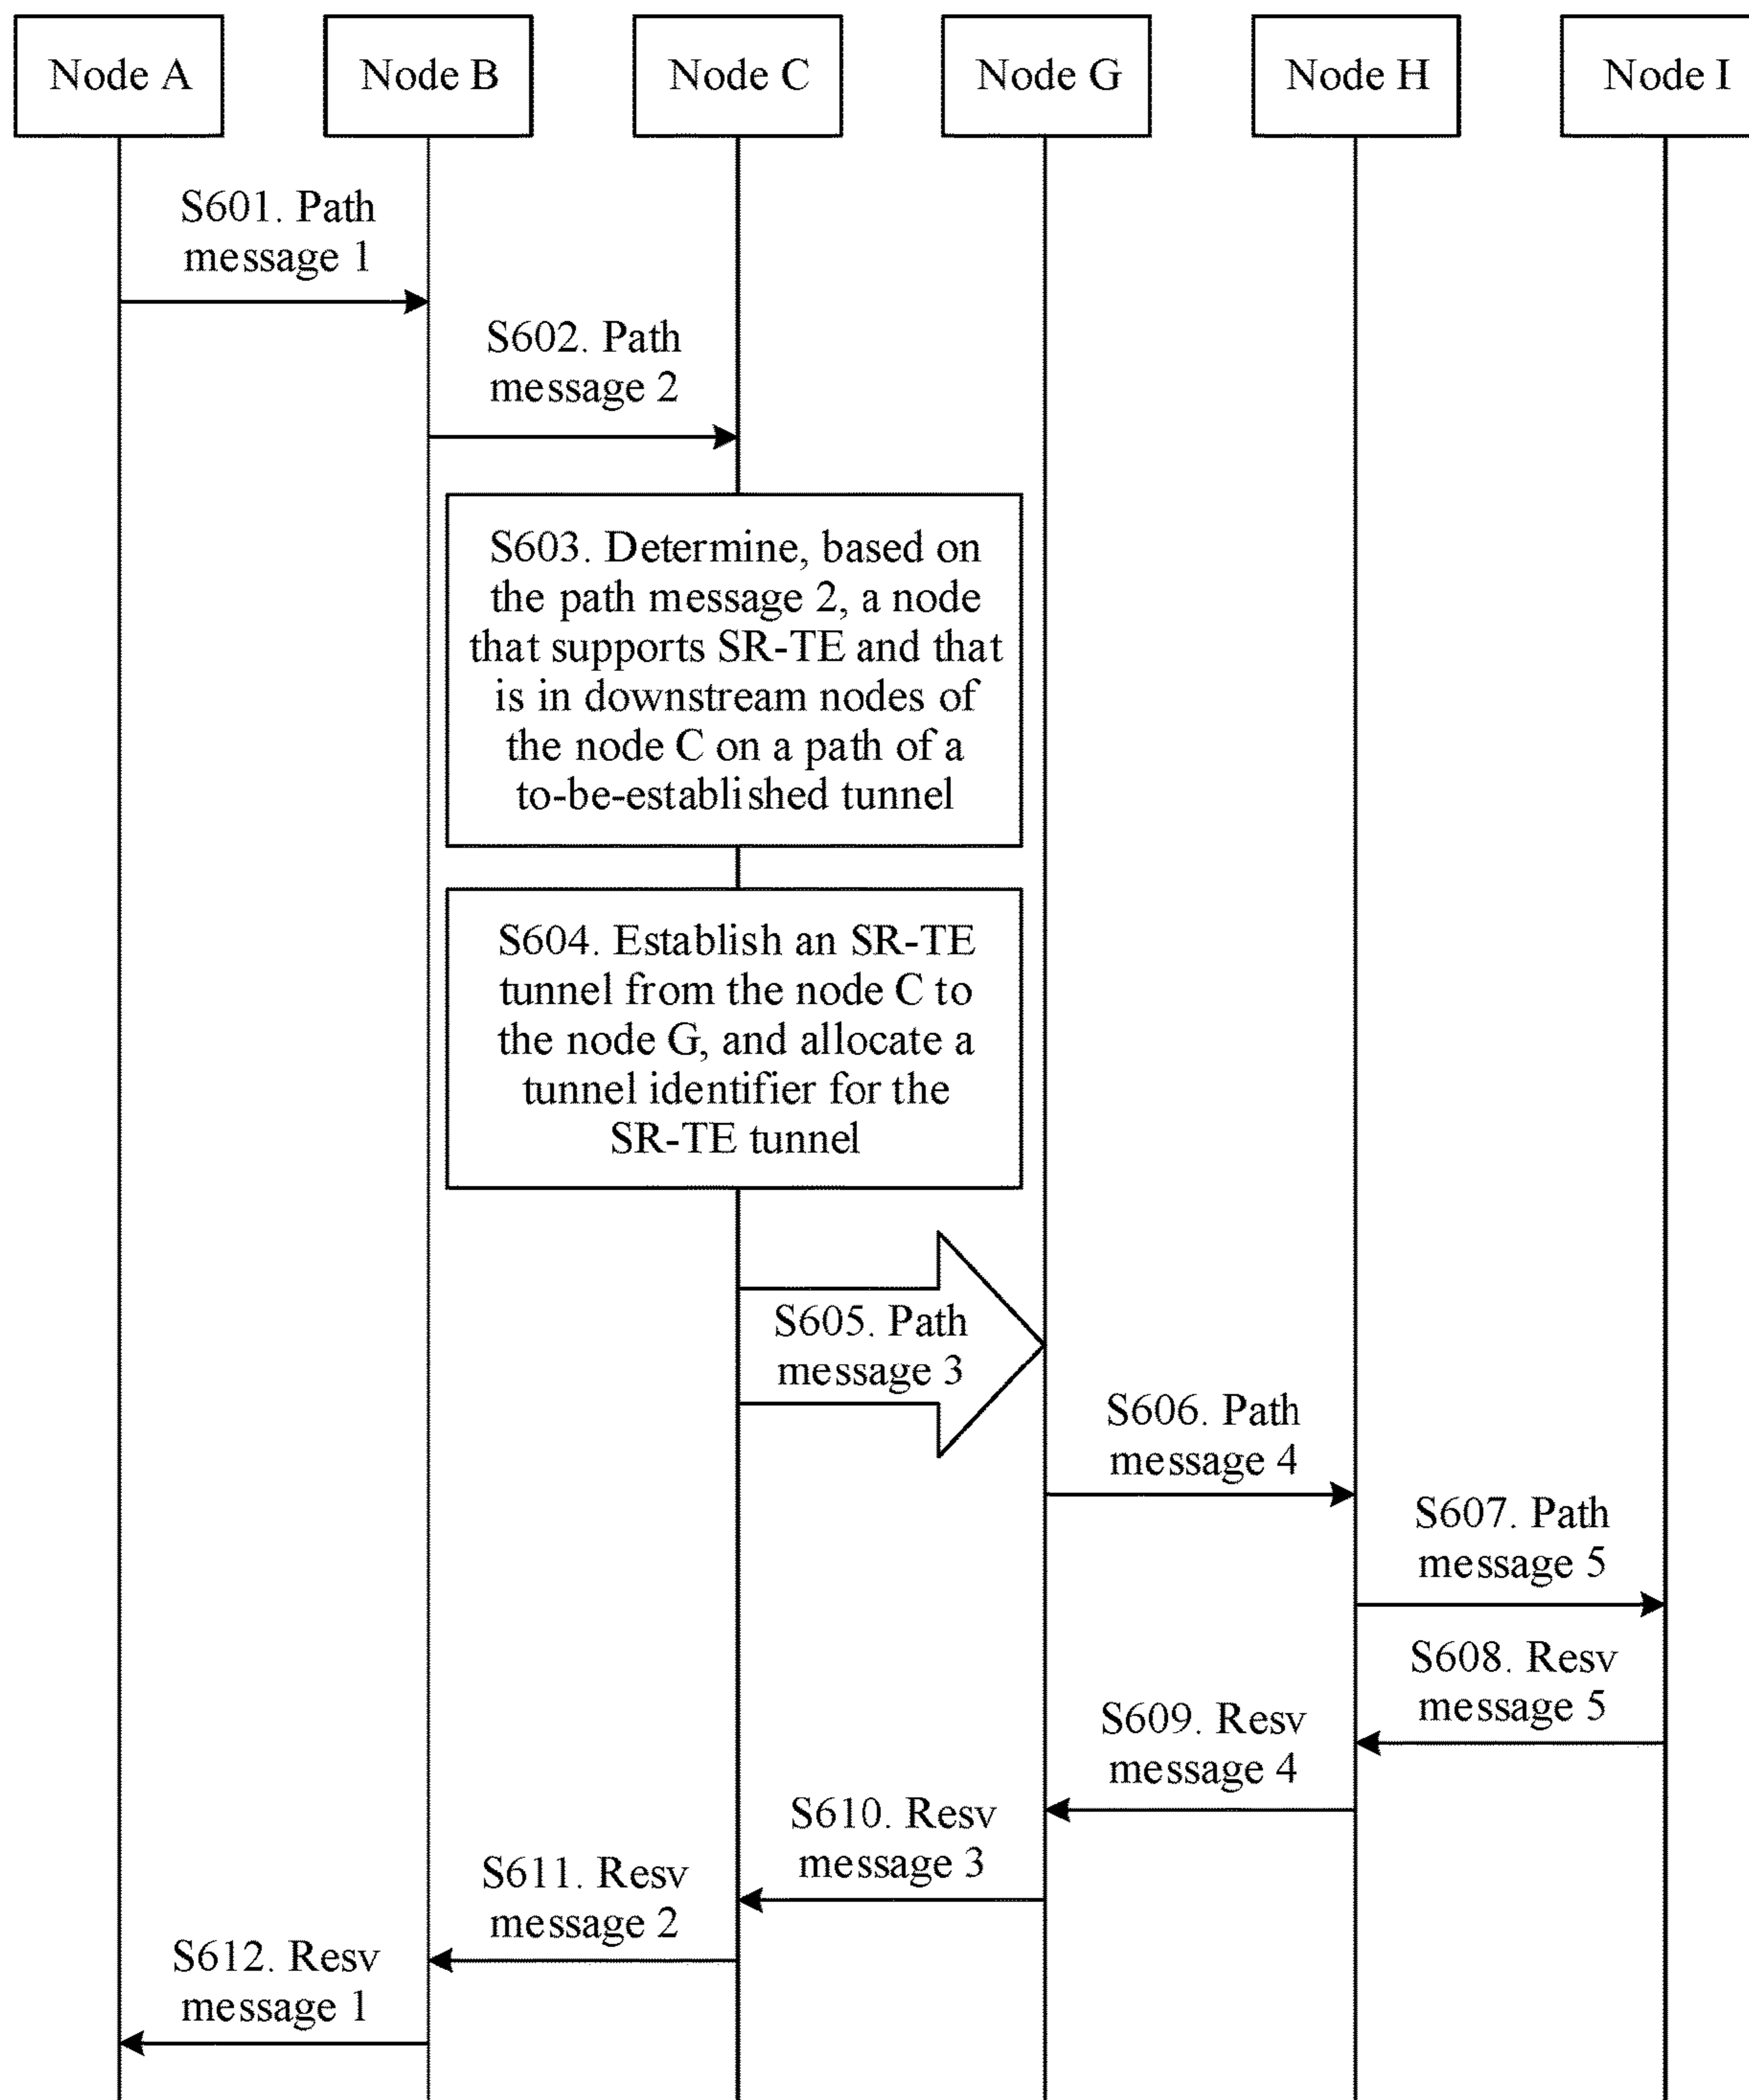 Node A
Node B
Node C
Node G
Node H
Node I
S601. Path
message 1
S602. Path
message 2
S603. Determine, based on
the path message 2, a node
that supports SR-TE and that
is in downstream nodes of
the node C on a path of a
to-be-established tunnel
S604. Establish an SR-TE
tunnel from the node C to
the node G, and allocate a
tunnel identifier for the
SR-TE tunnel
S605. Path
message 3
S606. Path
message 4
S607. Path
message 5
S608. Resv
message 5
S609. Resv
message 4
S610. Resv
message 3
S611. Resv
message 2
S612. Resv
message 1